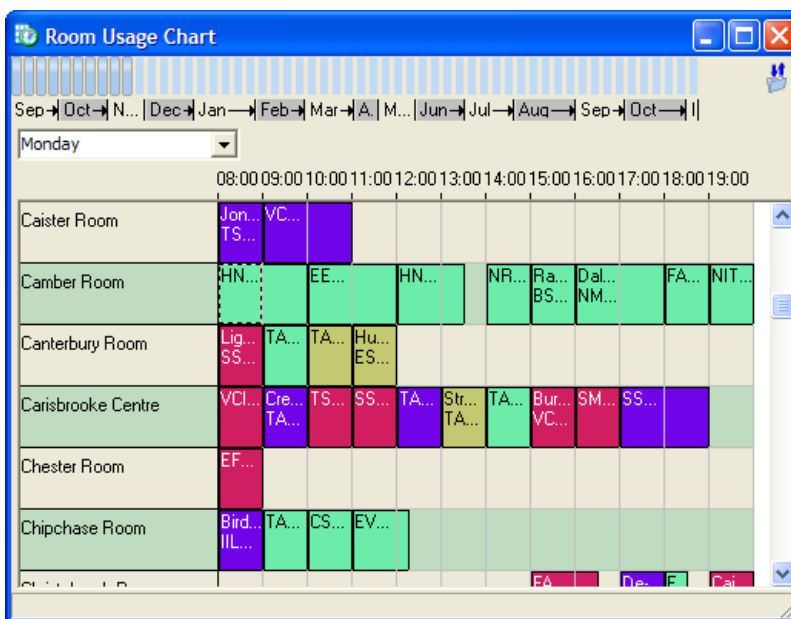 Room Usage Chart
Sep Oct N... Dec Jan Feb Mar A. M... Jun Jul Aug Sep Oct
Monday
08:00 09:00 10:00 11:00 12:00 13:00 14:00 15:00 16:00 17:00 18:00 19:00
Caister Room
Jon... VC...
TS...
Camber Room
HN... EE... HN... NR... Ra... Dal... FA... NIT...
BS... NM...
Canterbury Room
Lig... TA... TA... Hu...
SS... ES...
Carisbrooke Centre
VCI... Cre... TS... SS... TA... Str... TA... Bur... SM... SS...
TA... TA... VC...
Chester Room
EF...
Chipchase Room
Bird... TA... CS... EV...
IIL...